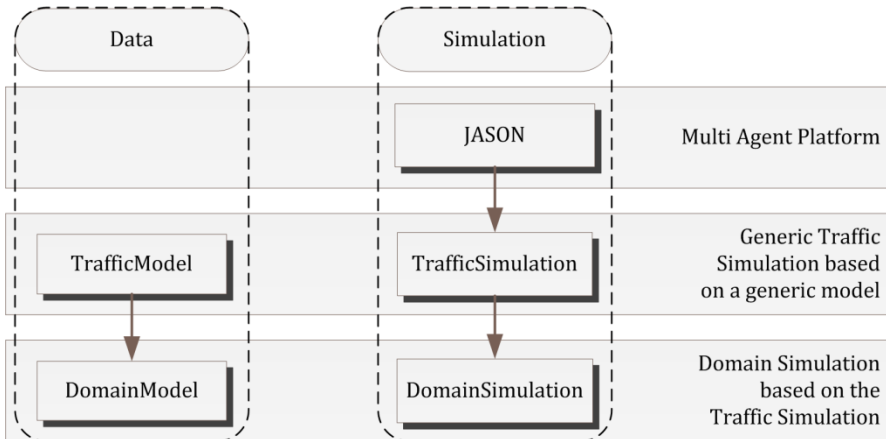 Data
Simulation
JASON
Multi Agent Platform
TrafficModel
TrafficSimulation
Generic Traffic
Simulation based
on a generic model
DomainModel
DomainSimulation
Domain Simulation
based on the
Traffic Simulation